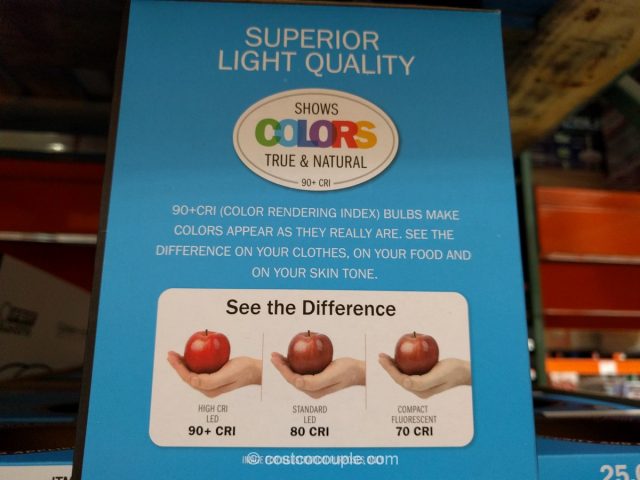 SUPERIOR
LIGHT QUALITY
SHOWS
COLORS
TRUE & NATURAL
90+ CRI
90+CRI (COLOR RENDERING INDEX) BULBS MAKE
COLORS APPEAR AS THEY REALLY ARE. SEE THE
DIFFERENCE ON YOUR CLOTHES, ON YOUR FOOD AND
ON YOUR SKIN TONE.
See the Difference
HIGH CRI
LED
90+ CRI
STANDARD
LED
80 CRI
COMPACT
FLUORESCENT
70 CRI
© costcocouple.com